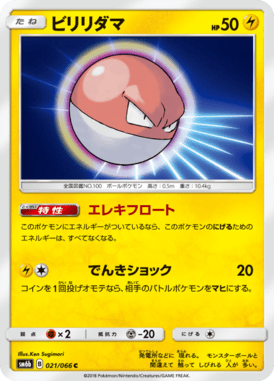 たね ビリリダマ HP50
全国図鑑NO.100 ボールポケモン 高さ:0.5m 重さ:10.4kg
特性 エレキフロート
このポケモンにエネルギーがついているなら、このポケモンのにげるための
エネルギーは、すべてなくなる。
でんきショック 20
コインを1回投げオモテなら、相手のバトルポケモンをマヒにする。
弱点 ×2 抵抗力 -20 にげる
Illus.Ken Sugimori
SM6b 021/066 C
発電所などに 現れる。モンスターボールと
間違えて 触って しびれる 人が 多い。
©2018 Pokémon/Nintendo/Creatures/GAME FREAK.